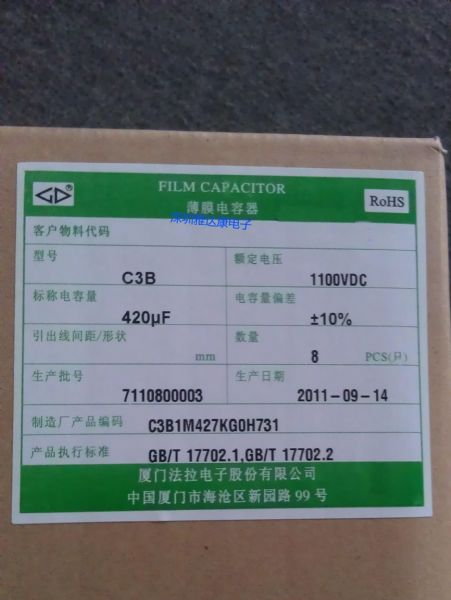 FILM CAPACITOR
薄膜电容器
RoHS
深圳雅达康电子
客户物料代码
型号
C3B
额定电压
1100VDC
标称电容量
420μF
电容量偏差
±10%
引出线间距/形状
mm
数量
8 PCS(只)
生产批号
7110800003
生产日期
2011-09-14
制造厂产品编码 C3B1M427KG0H731
产品执行标准 GB/T 17702.1,GB/T 17702.2
厦门法拉电子股份有限公司
中国厦门市海沧区新园路99号